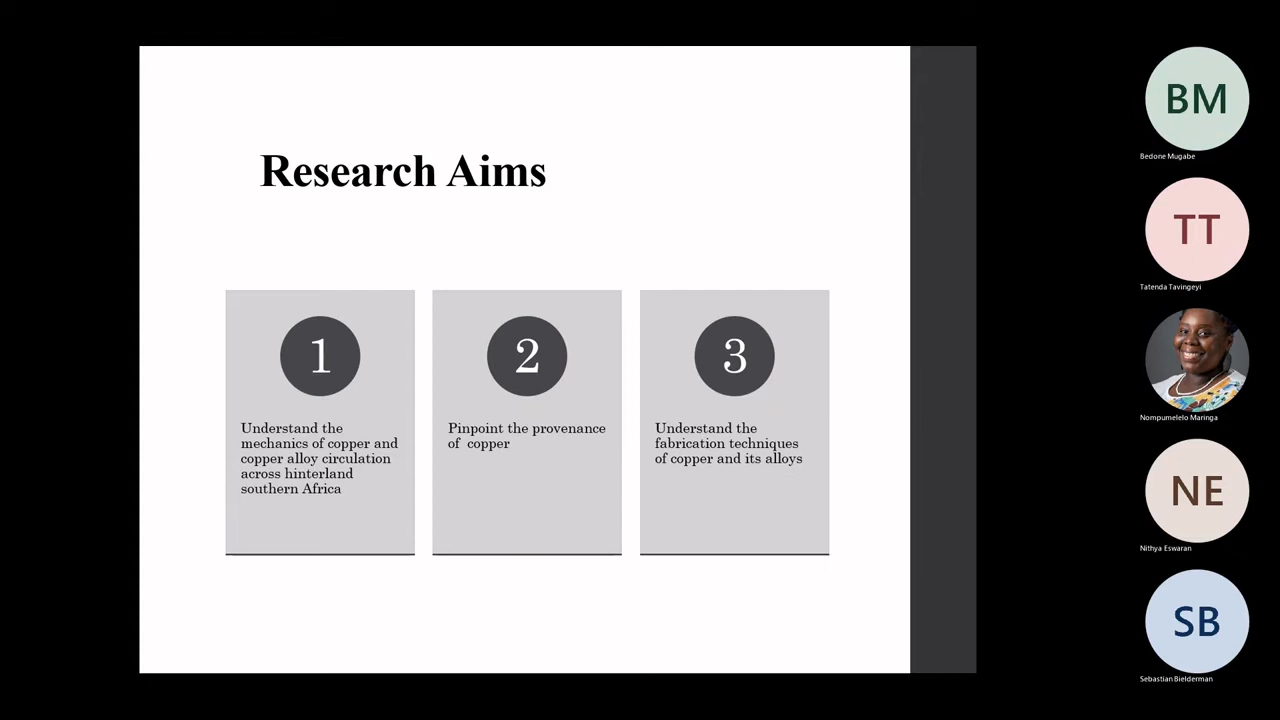 Research Aims
1
Understand the
mechanics of copper and
copper alloy circulation
across hinterland
southern Africa
2
Pinpoint the provenance
of copper
3
Understand the
fabrication techniques
of copper and its alloys
BM
Bedone Mugabe
TT
Tatenda Tavingeyi
Nompumelelo Maringa
NE
Nithya Eswaran
SB
Sebastian Bielderman